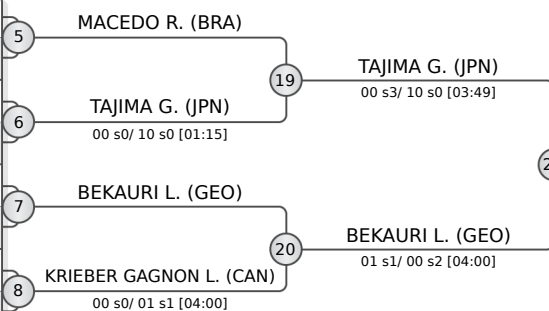 MACEDO R. (BRA)
5
TAJIMA G. (JPN)
19
00 s3/ 10 s0 [03:49]
TAJIMA G. (JPN)
6
00 s0/ 10 s0 [01:15]
BEKAURI L. (GEO)
7
BEKAURI L. (GEO)
20
01 s1/ 00 s2 [04:00]
KRIEBER GAGNON L. (CAN)
8
00 s0/ 01 s1 [04:00]